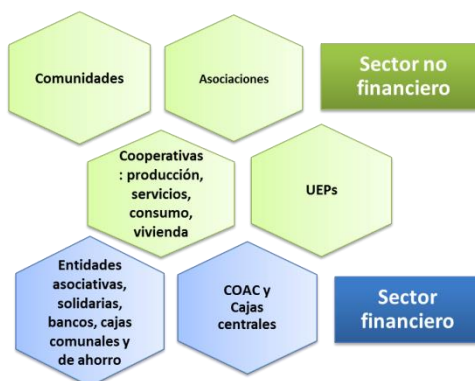 Comunidades
Asociaciones
Sector no
financiero
Cooperativas
: producción,
servicios,
consumo,
vivienda
UEPs
Entidades
asociativas,
solidarias,
bancos, cajas
comunales y
de ahorro
COAC y
Cajas
centrales
Sector
financiero